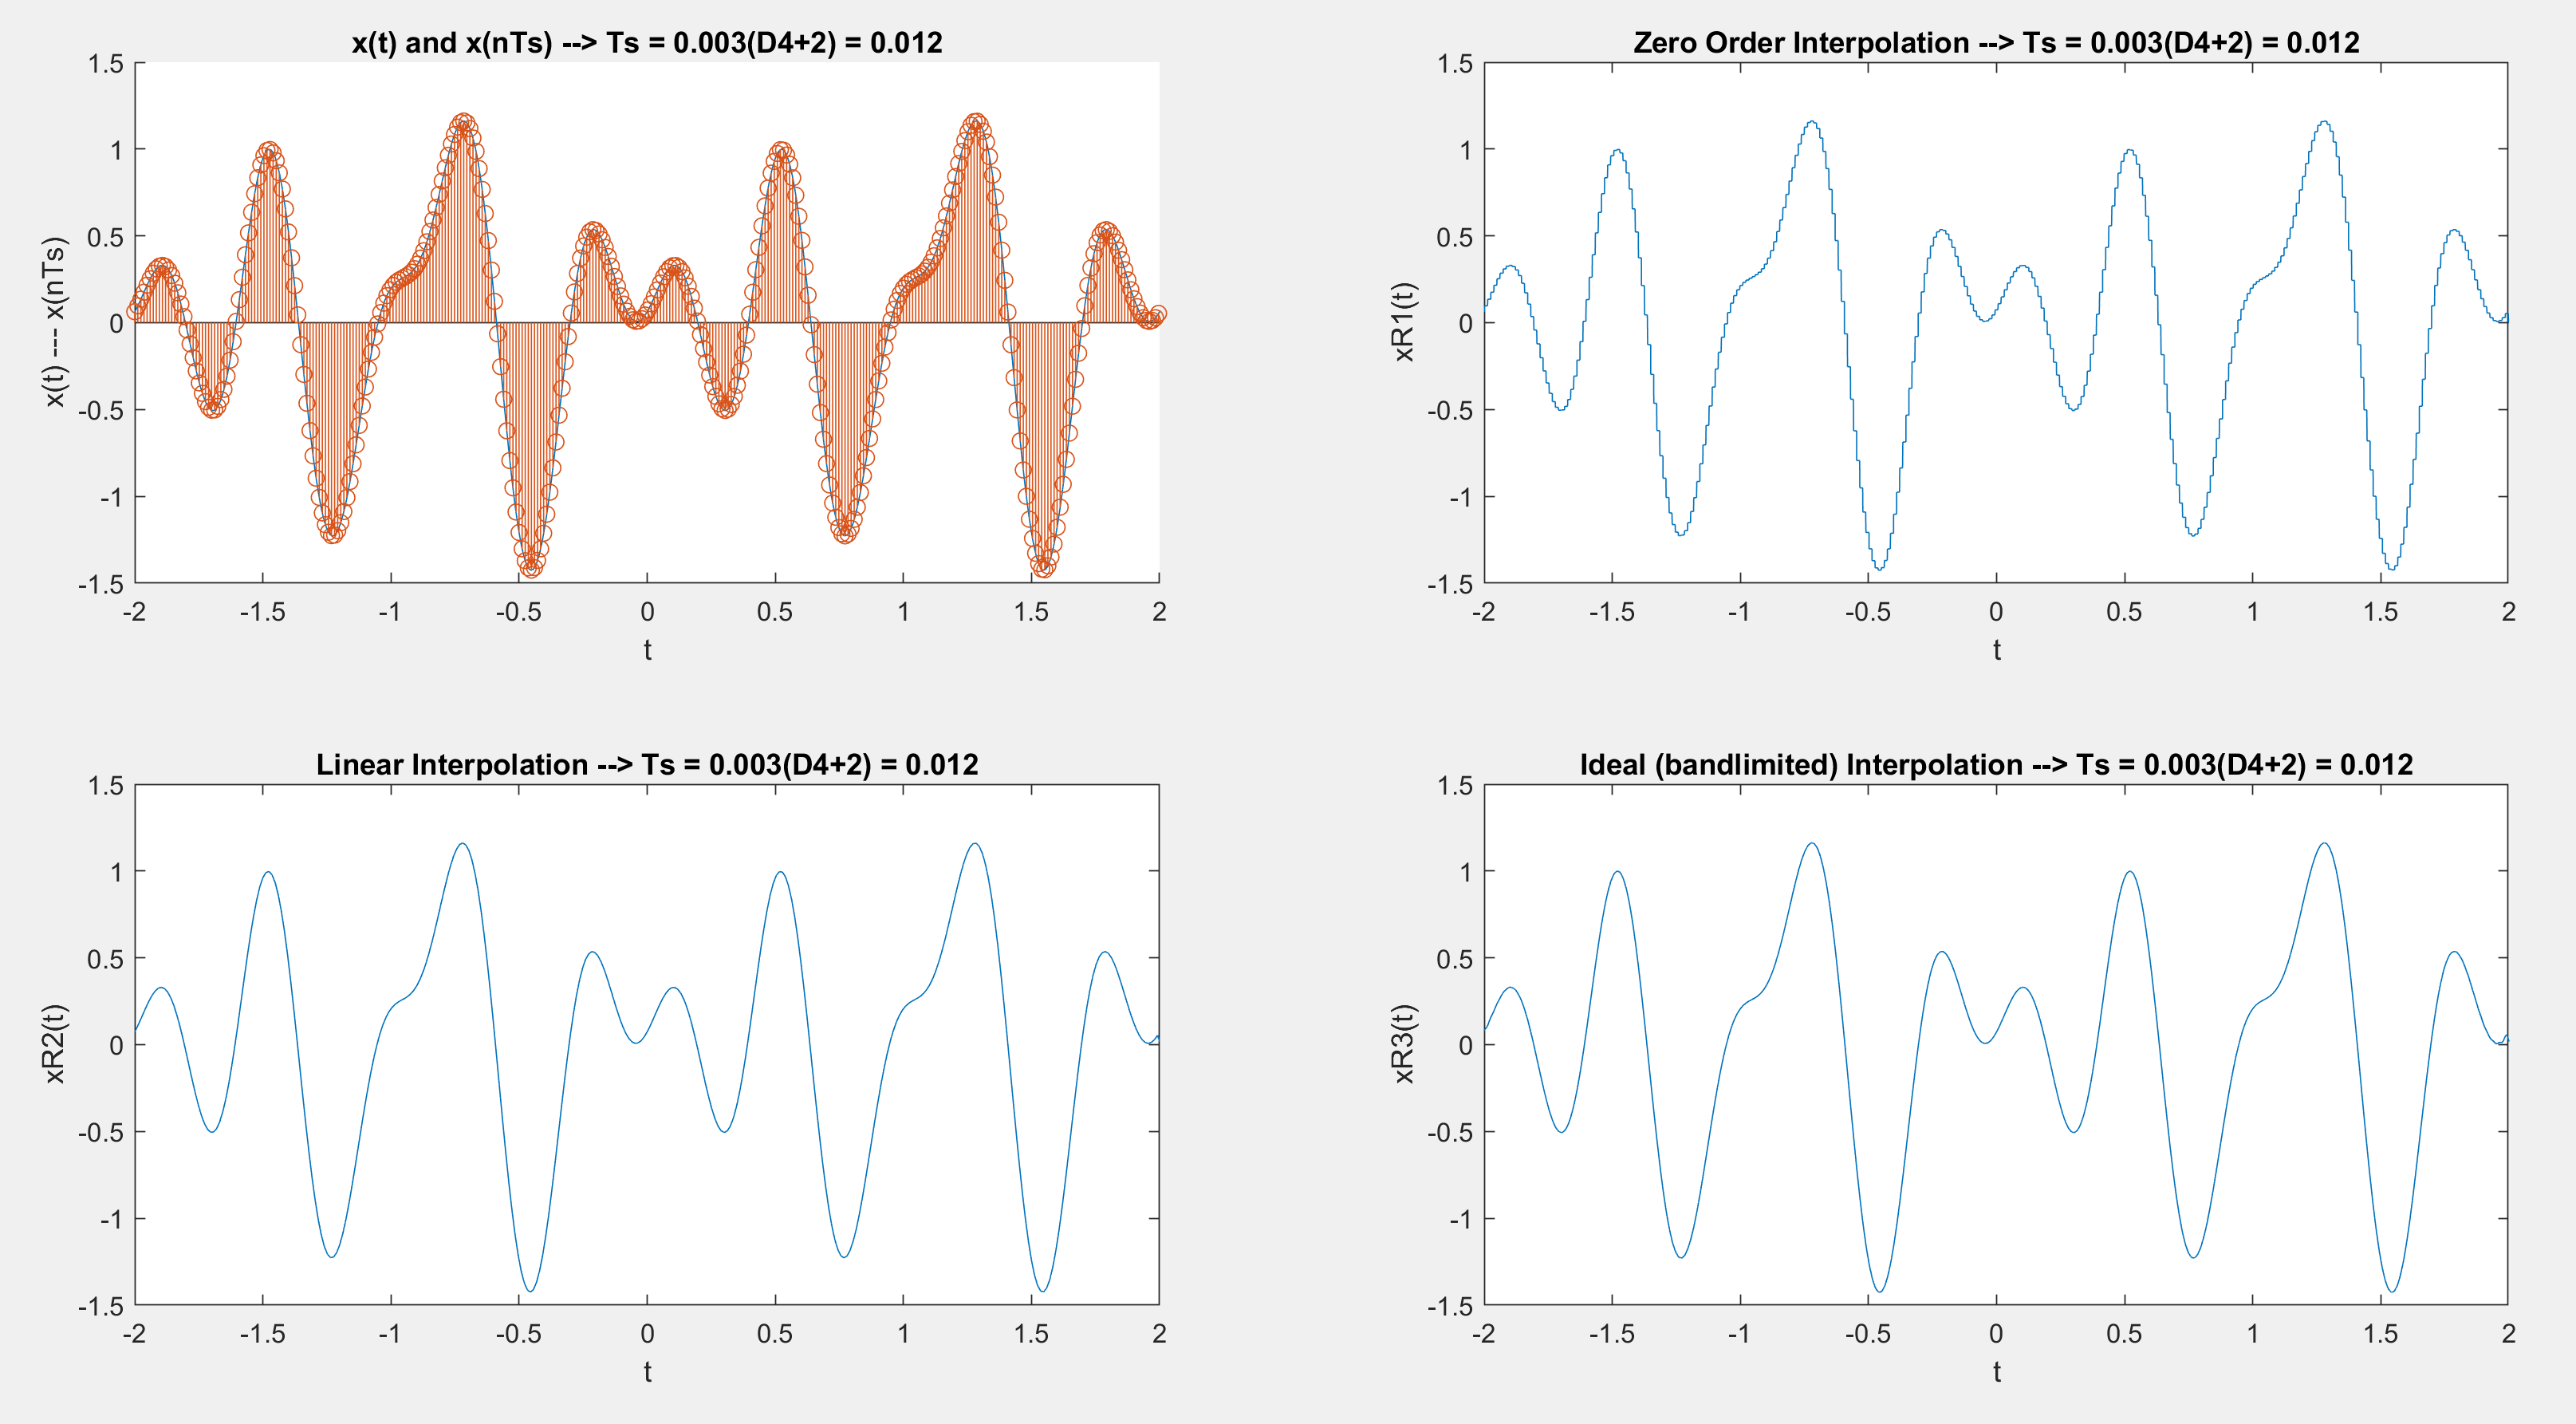 x(t) and x(nTs) --> Ts = 0.003(D4+2) = 0.012
1.5
1
0.5
0
-0.5
-1
-1.5
x(t) ---- x(nTs)
-2 -1.5 -1 -0.5 0 0.5 1 1.5 2
t
Zero Order Interpolation --> Ts = 0.003(D4+2) = 0.012
1.5
1
0.5
0
-0.5
-1
-1.5
xR1(t)
-2 -1.5 -1 -0.5 0 0.5 1 1.5 2
t
Linear Interpolation --> Ts = 0.003(D4+2) = 0.012
1.5
1
0.5
0
-0.5
-1
-1.5
xR2(t)
-2 -1.5 -1 -0.5 0 0.5 1 1.5 2
t
Ideal (bandlimited) Interpolation --> Ts = 0.003(D4+2) = 0.012
1.5
1
0.5
0
-0.5
-1
-1.5
xR3(t)
-2 -1.5 -1 -0.5 0 0.5 1 1.5 2
t